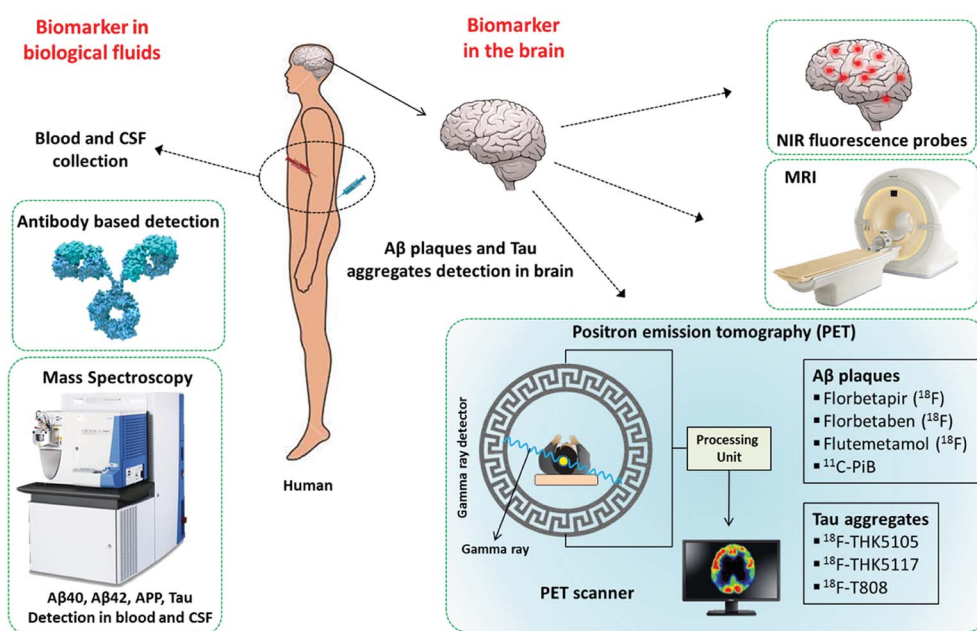 Biomarker in
biological fluids
Biomarker
in the brain
Blood and CSF
collection
Antibody based detection
Mass Spectroscopy
Aβ40, Aβ42, APP, Tau
Detection in blood and CSF
Human
Aβ plaques and Tau
aggregates detection in brain
NIR fluorescence probes
MRI
Positron emission tomography (PET)
Gamma ray detector
Gamma ray
PET scanner
Processing
Unit
Aβ plaques
▪ Florbetapir (¹⁸F)
▪ Florbetaben (¹⁸F)
▪ Flutemetamol (¹⁸F)
▪ ¹¹C-PiB
Tau aggregates
▪ ¹⁸F-THK5105
▪ ¹⁸F-THK5117
▪ ¹⁸F-T808